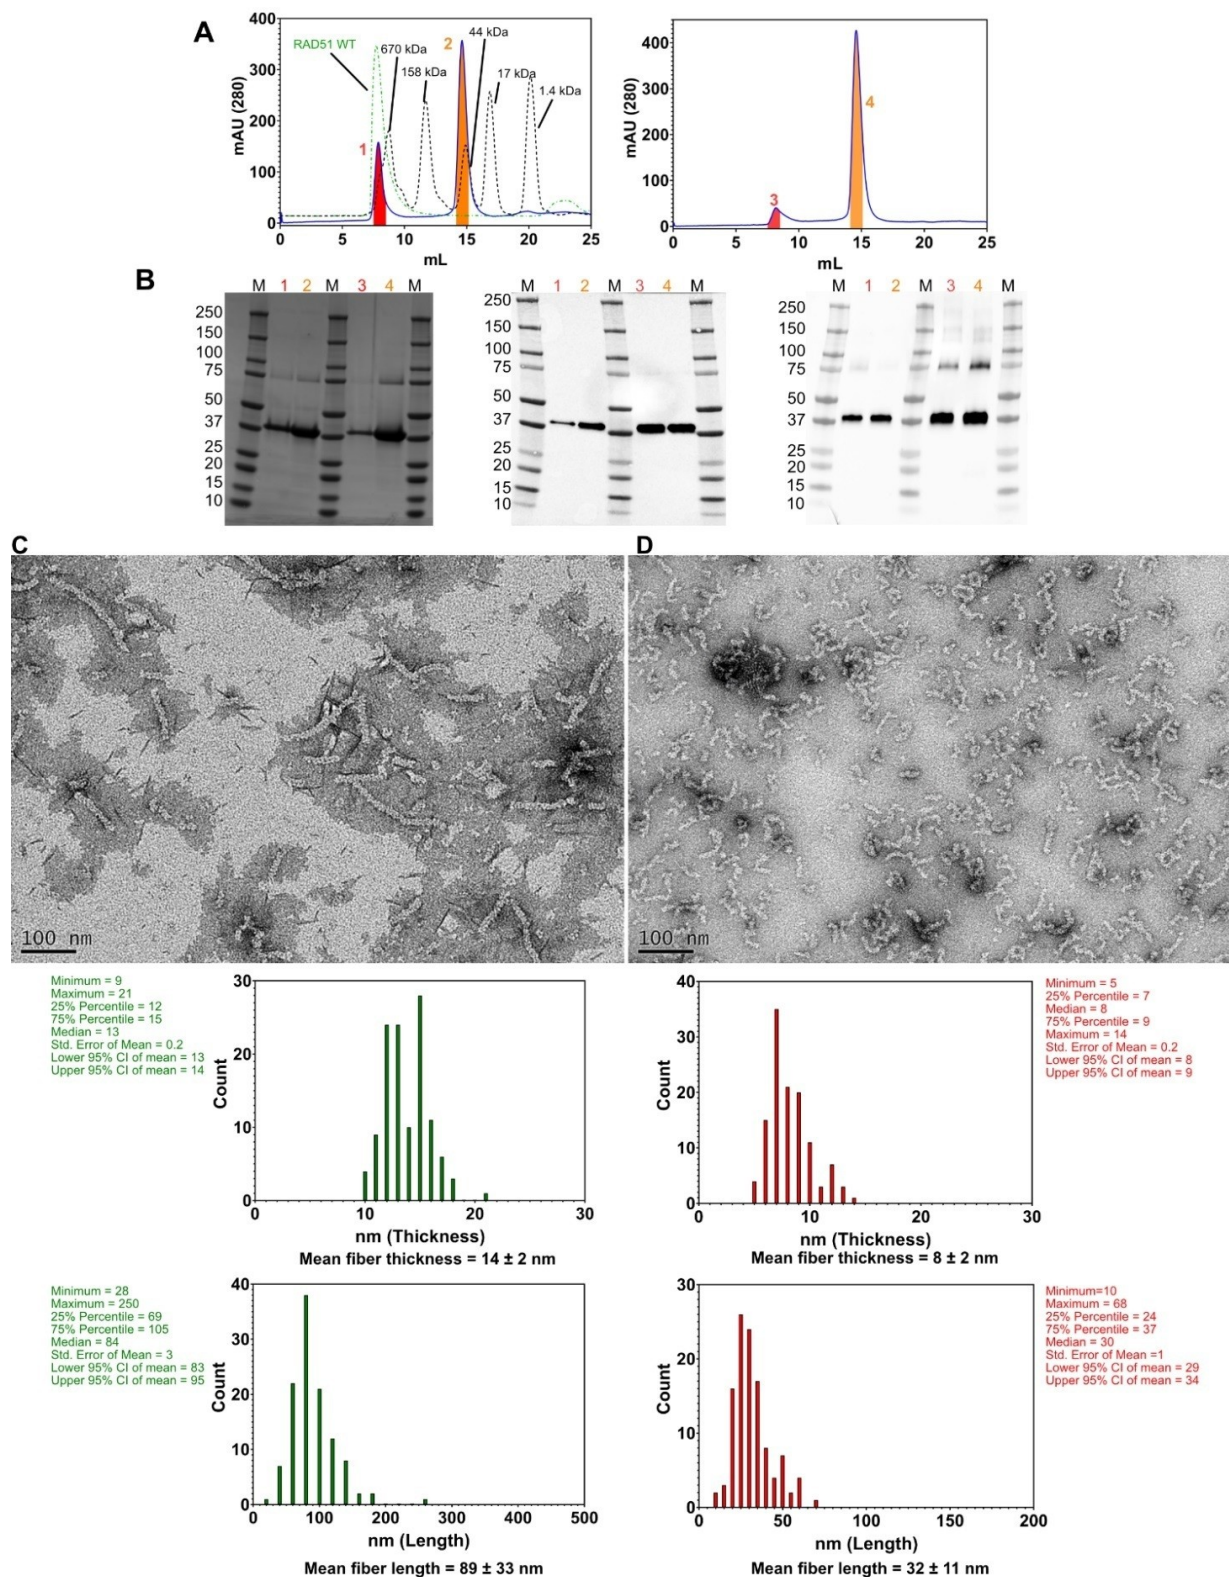 A
400
300
200
100
0
mAU (280)
RAD51 WT
670 kDa
158 kDa
2
44 kDa
17 kDa
1.4 kDa
1
0 5 10 15 20 25
mL
400
300
200
100
0
mAU (280)
4
3
0 5 10 15 20 25
mL
B
M 1 2 M 3 4 M
250
150
100
75
50
37
25
20
15
10
M 1 2 M 3 4 M
250
150
100
75
50
37
25
20
15
10
M 1 2 M 3 4 M
250
150
100
75
50
37
25
20
15
10
C
100 nm
D
100 nm
Minimum = 9
Maximum = 21
25% Percentile = 12
75% Percentile = 15
Median = 13
Std. Error of Mean = 0.2
Lower 95% CI of mean = 13
Upper 95% CI of mean = 14
30
20
10
0
Count
0 10 20 30
nm (Thickness)
Mean fiber thickness = 14 ± 2 nm
40
30
20
10
0
Count
0 10 20 30
nm (Thickness)
Mean fiber thickness = 8 ± 2 nm
Minimum = 5
25% Percentile = 7
Median = 8
75% Percentile = 9
Maximum = 14
Std. Error of Mean = 0.2
Lower 95% CI of mean = 8
Upper 95% CI of mean = 9
Minimum = 28
Maximum = 250
25% Percentile = 69
75% Percentile = 105
Median = 84
Std. Error of Mean = 3
Lower 95% CI of mean = 83
Upper 95% CI of mean = 95
40
30
20
10
0
Count
0 100 200 300 400 500
nm (Length)
Mean fiber length = 89 ± 33 nm
30
20
10
0
Count
0 50 100 150 200
nm (Length)
Mean fiber length = 32 ± 11 nm
Minimum=10
Maximum = 68
25% Percentile = 24
75% Percentile = 37
Median = 30
Std. Error of Mean =1
Lower 95% CI of mean = 29
Upper 95% CI of mean = 34